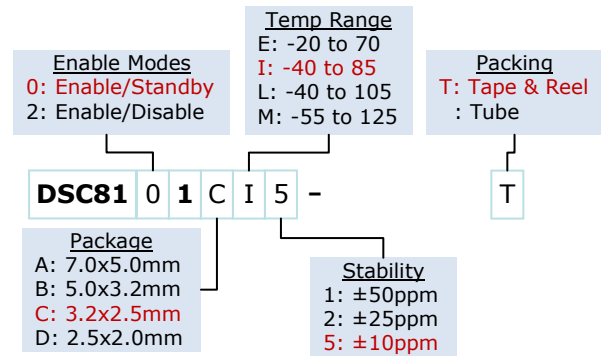 Temp Range
E: -20 to 70
I: -40 to 85
L: -40 to 105
M: -55 to 125
Enable Modes
0: Enable/Standby
2: Enable/Disable
Packing
T: Tape & Reel
: Tube
DSC81 0 1 C I 5 - T
Package
A: 7.0x5.0mm
B: 5.0x3.2mm
C: 3.2x2.5mm
D: 2.5x2.0mm
Stability
1: ±50ppm
2: ±25ppm
5: ±10ppm